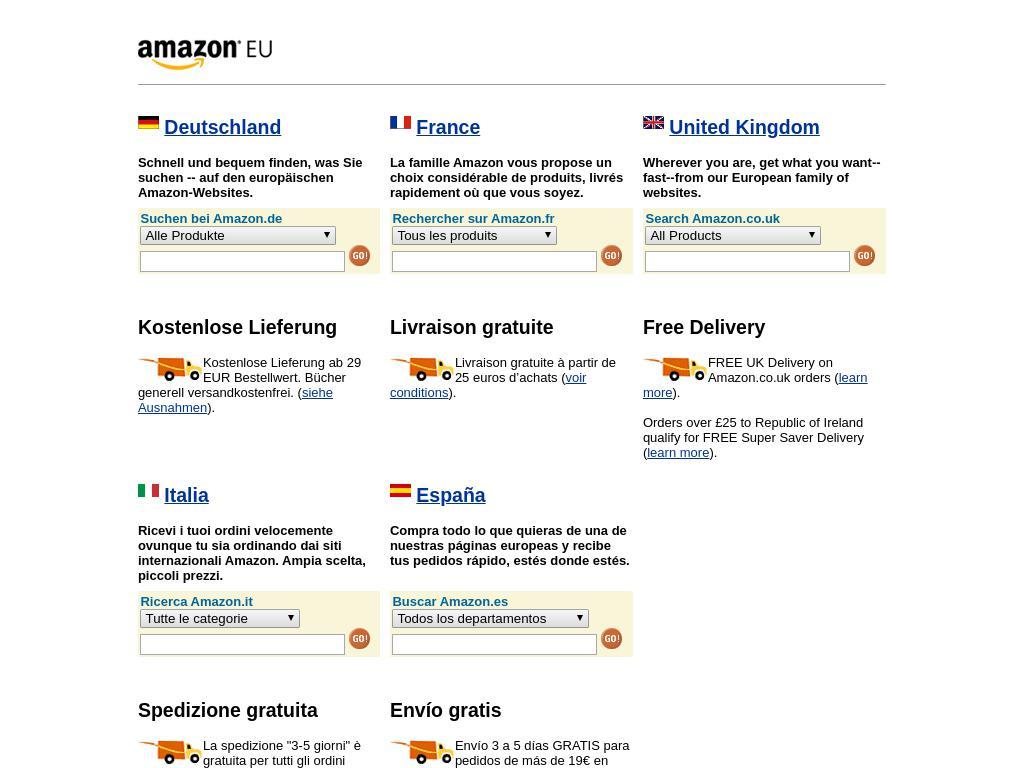 amazon EU
Deutschland
Schnell und bequem finden, was Sie
suchen -- auf den europäischen
Amazon-Websites.
Suchen bei Amazon.de
Alle Produkte
GO!
France
La famille Amazon vous propose un
choix considérable de produits, livrés
rapidement où que vous soyez.
Rechercher sur Amazon.fr
Tous les produits
GO!
United Kingdom
Wherever you are, get what you want--
fast--from our European family of
websites.
Search Amazon.co.uk
All Products
GO!
Kostenlose Lieferung
Kostenlose Lieferung ab 29
EUR Bestellwert. Bücher
generell versandkostenfrei. (siehe
Ausnahmen).
Livraison gratuite
Livraison gratuite à partir de
25 euros d'achats (voir
conditions).
Free Delivery
FREE UK Delivery on
Amazon.co.uk orders (learn
more).
Orders over £25 to Republic of Ireland
qualify for FREE Super Saver Delivery
(learn more).
Italia
Ricevi i tuoi ordini velocemente
ovunque tu sia ordinando dai siti
internazionali Amazon. Ampia scelta,
piccoli prezzi.
Ricerca Amazon.it
Tutte le categorie
GO!
España
Compra todo lo que quieras de una de
nuestras páginas europeas y recibe
tus pedidos rápido, estés donde estés.
Buscar Amazon.es
Todos los departamentos
GO!
Spedizione gratuita
La spedizione "3-5 giorni" è
gratuita per tutti gli ordini
Envío gratis
Envío 3 a 5 días GRATIS para
pedidos de más de 19€ en